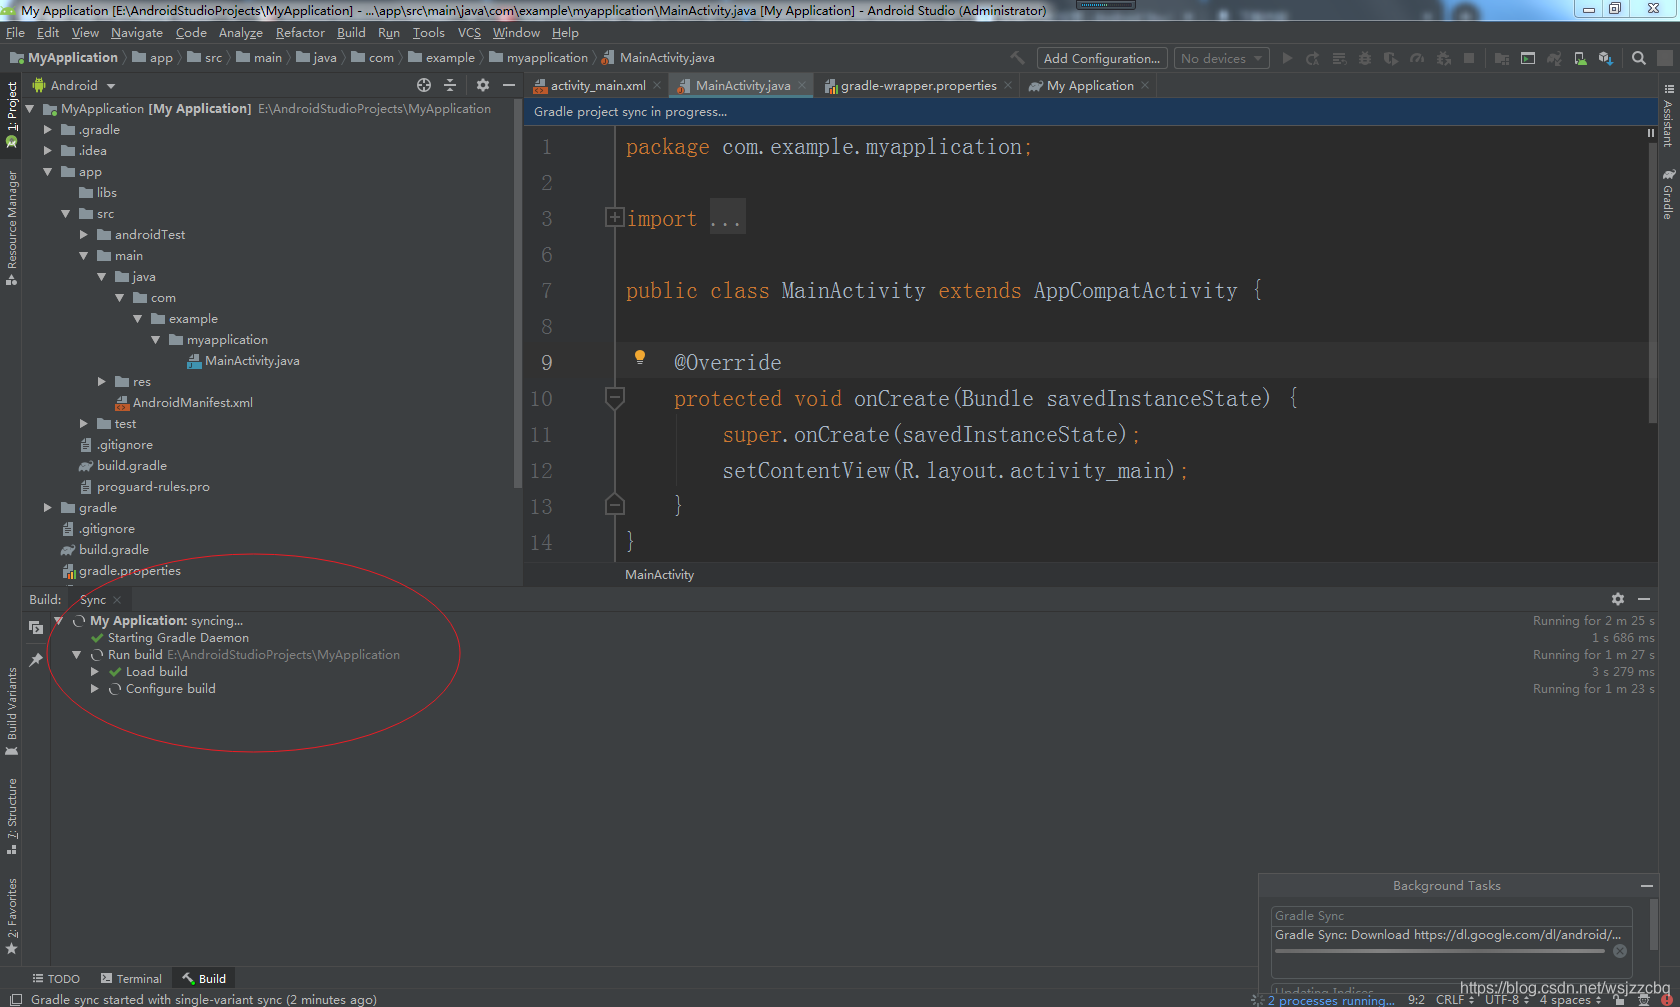 My Application [E:\AndroidStudioProjects\MyApplication] - ...\app\src\main\java\com\example\myapplication\MainActivity.java [My Application] - Android Studio (Administrator)
File Edit View Navigate Code Analyze Refactor Build Run Tools VCS Window Help
MyApplication app src main java com example myapplication MainActivity.java Add Configuration... No devices
Android
activity_main.xml MainActivity.java gradle-wrapper.properties My Application
Gradle project sync in progress...
1: Project
Resource Manager
Build Variants
7: Structure
2: Favorites
Assistant
Gradle
MyApplication [My Application] E:\AndroidStudioProjects\MyApplication
.gradle
.idea
app
libs
src
androidTest
main
java
com
example
myapplication
MainActivity.java
res
AndroidManifest.xml
test
.gitignore
build.gradle
proguard-rules.pro
gradle
.gitignore
build.gradle
gradle.properties
1 package com.example.myapplication;
2
3 import ...
6
7 public class MainActivity extends AppCompatActivity {
8
9 @Override
10 protected void onCreate(Bundle savedInstanceState) {
11 super.onCreate(savedInstanceState);
12 setContentView(R.layout.activity_main);
13 }
14 }
MainActivity
Build: Sync
My Application: syncing... Running for 2 m 25 s
Starting Gradle Daemon 1 s 686 ms
Run build E:\AndroidStudioProjects\MyApplication Running for 1 m 27 s
Load build 3 s 279 ms
Configure build Running for 1 m 23 s
Background Tasks
Gradle Sync
Gradle Sync: Download https://dl.google.com/dl/android/...
Updating Indices
TODO Terminal Build
https://blog.csdn.net/wsjzzcbq
Gradle sync started with single-variant sync (2 minutes ago) 2 processes running... 9:2 CRLF UTF-8 4 spaces